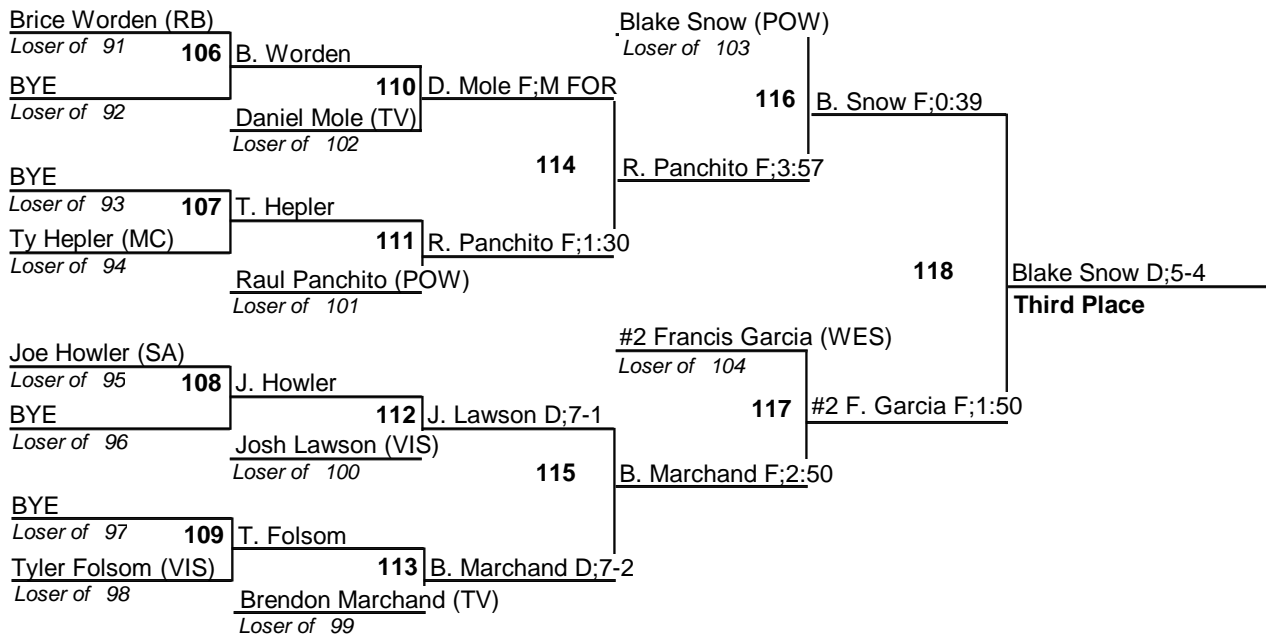 Brice Worden (RB)
Loser of 91
106
B. Worden
BYE
Loser of 92
110
D. Mole F;M FOR
Daniel Mole (TV)
Loser of 102
BYE
Loser of 93
107
T. Hepler
Ty Hepler (MC)
Loser of 94
111
R. Panchito F;1:30
Raul Panchito (POW)
Loser of 101
114
R. Panchito F;3:57
Blake Snow (POW)
Loser of 103
116
B. Snow F;0:39
Joe Howler (SA)
Loser of 95
108
J. Howler
BYE
Loser of 96
112
J. Lawson D;7-1
Josh Lawson (VIS)
Loser of 100
BYE
Loser of 97
109
T. Folsom
Tyler Folsom (VIS)
Loser of 98
113
B. Marchand D;7-2
Brendon Marchand (TV)
Loser of 99
115
B. Marchand F;2:50
#2 Francis Garcia (WES)
Loser of 104
117
#2 F. Garcia F;1:50
118
Blake Snow D;5-4
Third Place